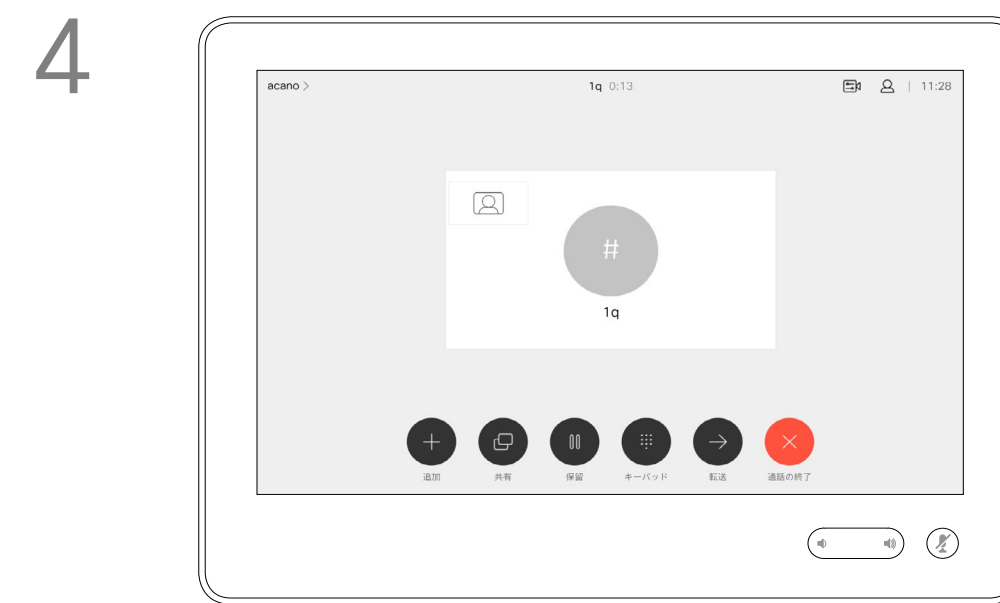 4
acano > 1q 0:13 | 11:28
#
1q
追加 共有 保留 キーパッド 転送 通話の終了